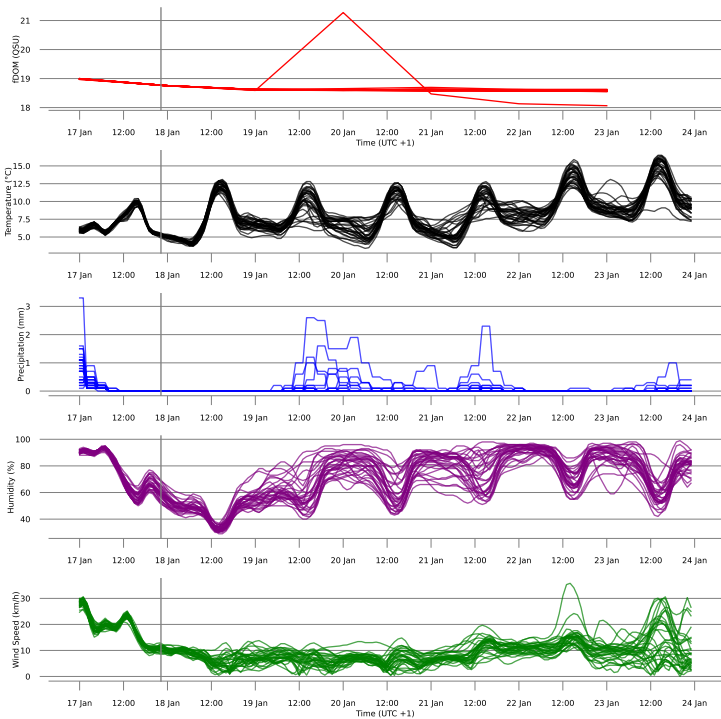 fDOM (QSU)
21
20
19
18
17 Jan 12:00 18 Jan 12:00 19 Jan 12:00 20 Jan 12:00 21 Jan 12:00 22 Jan 12:00 23 Jan 12:00 24 Jan
Time (UTC +1)
Temperature (°C)
15.0
12.5
10.0
7.5
5.0
17 Jan 12:00 18 Jan 12:00 19 Jan 12:00 20 Jan 12:00 21 Jan 12:00 22 Jan 12:00 23 Jan 12:00 24 Jan
Precipitation (mm)
3
2
1
0
17 Jan 12:00 18 Jan 12:00 19 Jan 12:00 20 Jan 12:00 21 Jan 12:00 22 Jan 12:00 23 Jan 12:00 24 Jan
Humidity (%)
100
80
60
40
17 Jan 12:00 18 Jan 12:00 19 Jan 12:00 20 Jan 12:00 21 Jan 12:00 22 Jan 12:00 23 Jan 12:00 24 Jan
Wind Speed (km/h)
30
20
10
0
17 Jan 12:00 18 Jan 12:00 19 Jan 12:00 20 Jan 12:00 21 Jan 12:00 22 Jan 12:00 23 Jan 12:00 24 Jan
Time (UTC +1)